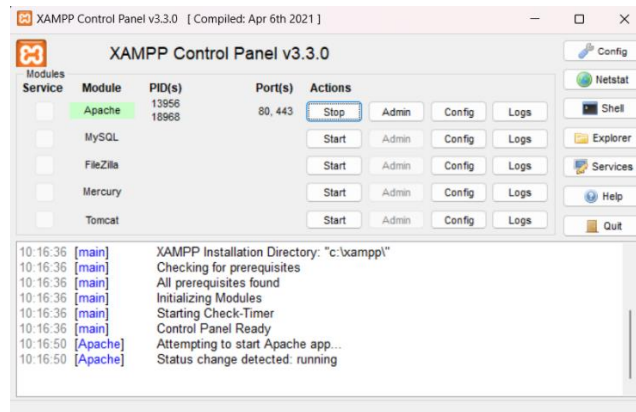 XAMPP Control Panel v3.3.0 [ Compiled: Apr 6th 2021 ]
XAMPP Control Panel v3.3.0
Config
Modules
Service Module PID(s) Port(s) Actions
Netstat
Apache 13956 18968 80, 443 Stop Admin Config Logs
Shell
MySQL Start Admin Config Logs
Explorer
FileZilla Start Admin Config Logs
Services
Mercury Start Admin Config Logs
Help
Tomcat Start Admin Config Logs
Quit
10:16:36 [main] XAMPP Installation Directory: "c:\xampp\"
10:16:36 [main] Checking for prerequisites
10:16:36 [main] All prerequisites found
10:16:36 [main] Initializing Modules
10:16:36 [main] Starting Check-Timer
10:16:36 [main] Control Panel Ready
10:16:50 [Apache] Attempting to start Apache app...
10:16:50 [Apache] Status change detected: running